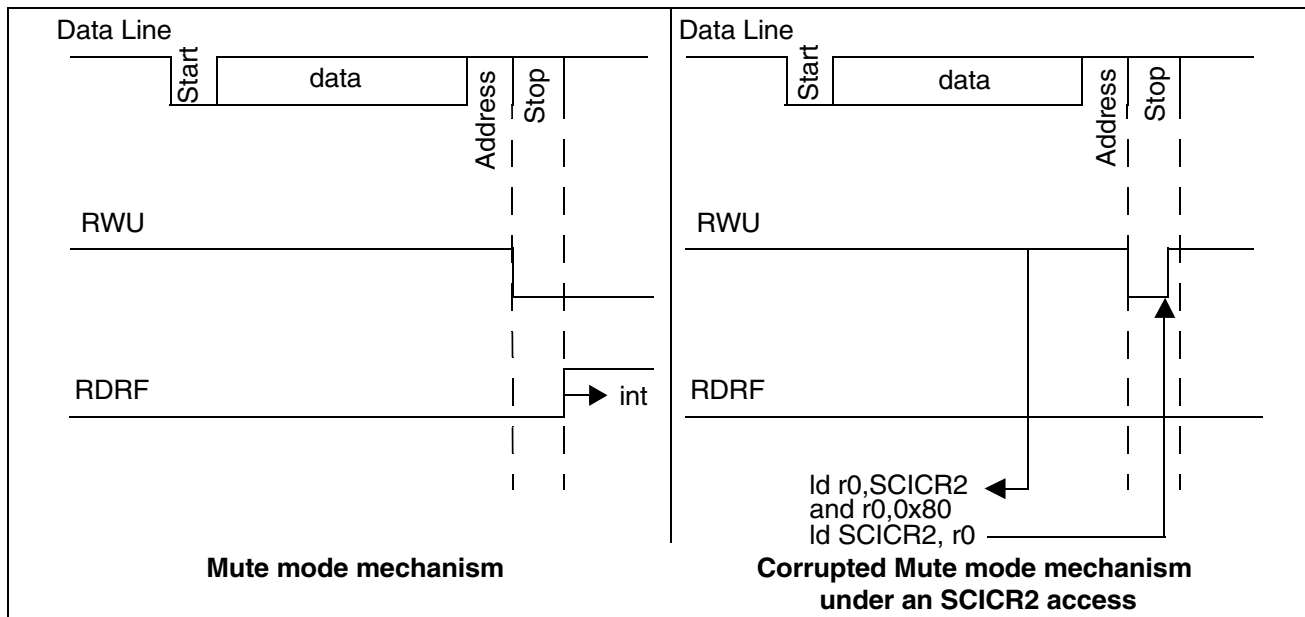 Data Line
Start
data
Address
Stop
RWU
RDRF
int
Mute mode mechanism
Data Line
Start
data
Address
Stop
RWU
RDRF
ld r0,SCICR2
and r0,0x80
ld SCICR2, r0
Corrupted Mute mode mechanism
under an SCICR2 access